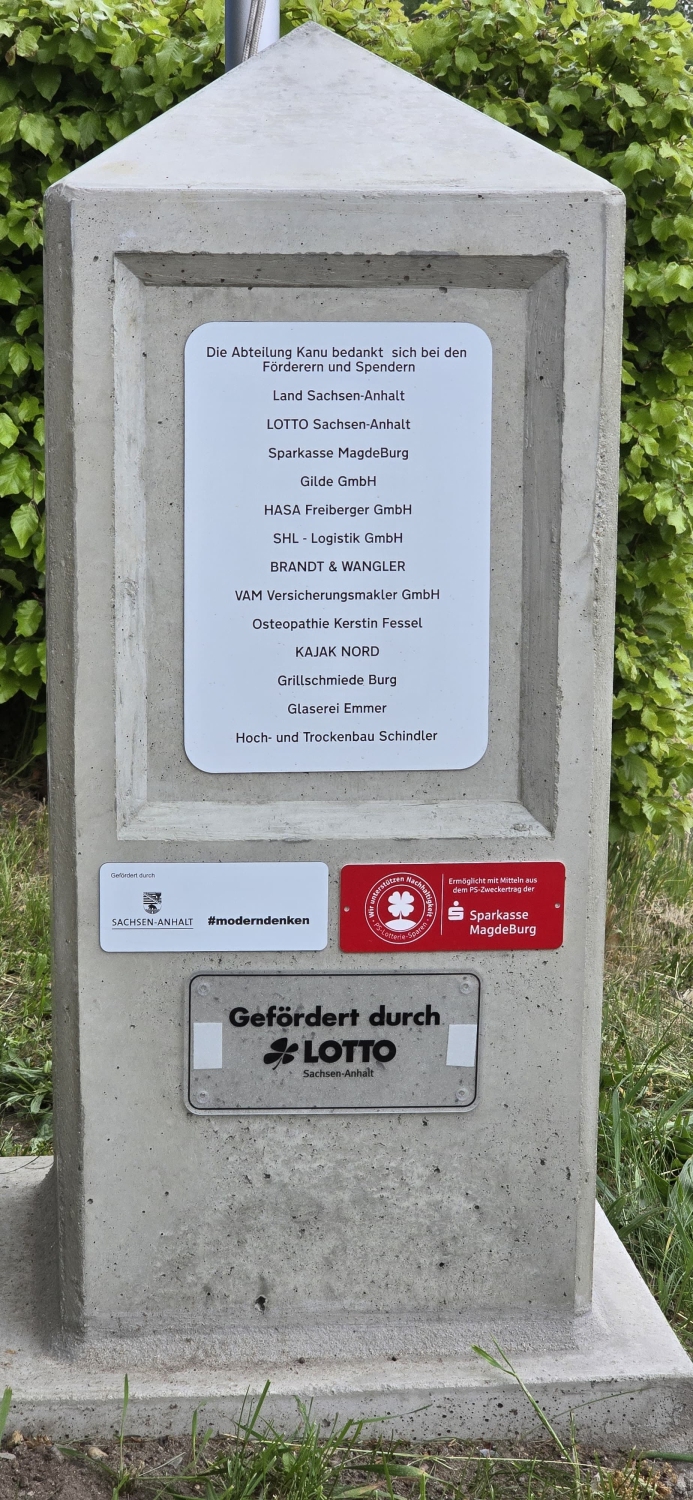 Die Abteilung Kanu bedankt  sich bei den
Förderern und Spendern
Land Sachsen-Anhalt
LOTTO Sachsen-Anhalt
Sparkasse MagdeBurg
Gilde GmbH
HASA Freiberger GmbH
SHL - Logistik GmbH
BRANDT & WANGLER
VAM Versicherungsmakler GmbH
Osteopathie Kerstin Fessel
KAJAK NORD
Grillschmiede Burg
Glaserei Emmer
Hoch- und Trockenbau Schindler
Gefördert durch
SACHSEN-ANHALT
#moderndenken
Wir unterstützen Nachhaltigkeit
PS-Lotterie-Sparen
Ermöglicht mit Mitteln aus
dem PS-Zweckertrag der
Sparkasse
MagdeBurg
Gefördert durch
LOTTO
Sachsen-Anhalt